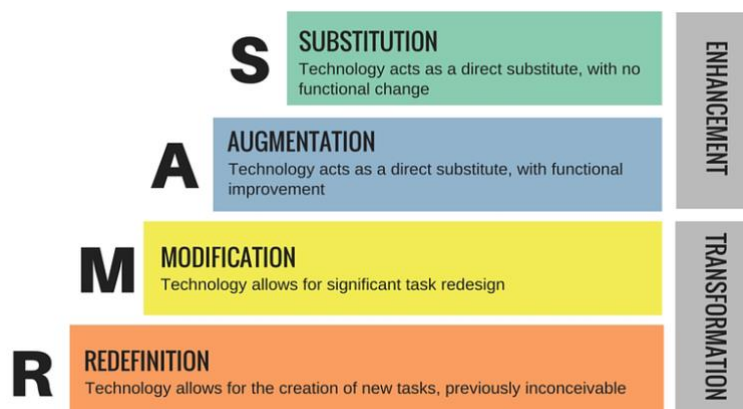 S
SUBSTITUTION
Technology acts as a direct substitute, with no
functional change
A
AUGMENTATION
Technology acts as a direct substitute, with functional
improvement
ENHANCEMENT
M
MODIFICATION
Technology allows for significant task redesign
R
REDEFINITION
Technology allows for the creation of new tasks, previously inconceivable
TRANSFORMATION